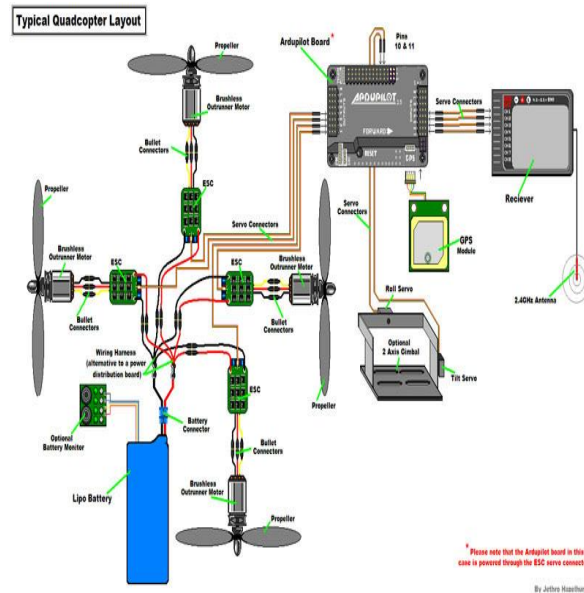 Typical Quadcopter Layout
Propeller
Ardupilot Board *
Pins
10 & 11
Brushless
Outrunner Motor
Bullet
Connectors
Servo
Connectors
ARDUPILOT
FORWARD
RESET
GPS
Propeller
ESC
Reciever
Servo Connectors
Servo
Connectors
GPS
Module
Brushless
Outrunner Motor
ESC
ESC
Brushless
Outrunner Motor
2.4GHz Antenna
Bullet
Connectors
Bullet
Connectors
Roll Servo
Wiring Harness
(alternative to a power
distribution board)
Optional
2 Axis Gimbal
Tilt Servo
ESC
Propeller
Battery
Connector
Optional
Battery Monitor
Bullet
Connectors
Lipo Battery
Brushless
Outrunner Motor
Propeller
* Please note that the Ardupilot board in this
case is powered through the ESC servo connect
By Jethro